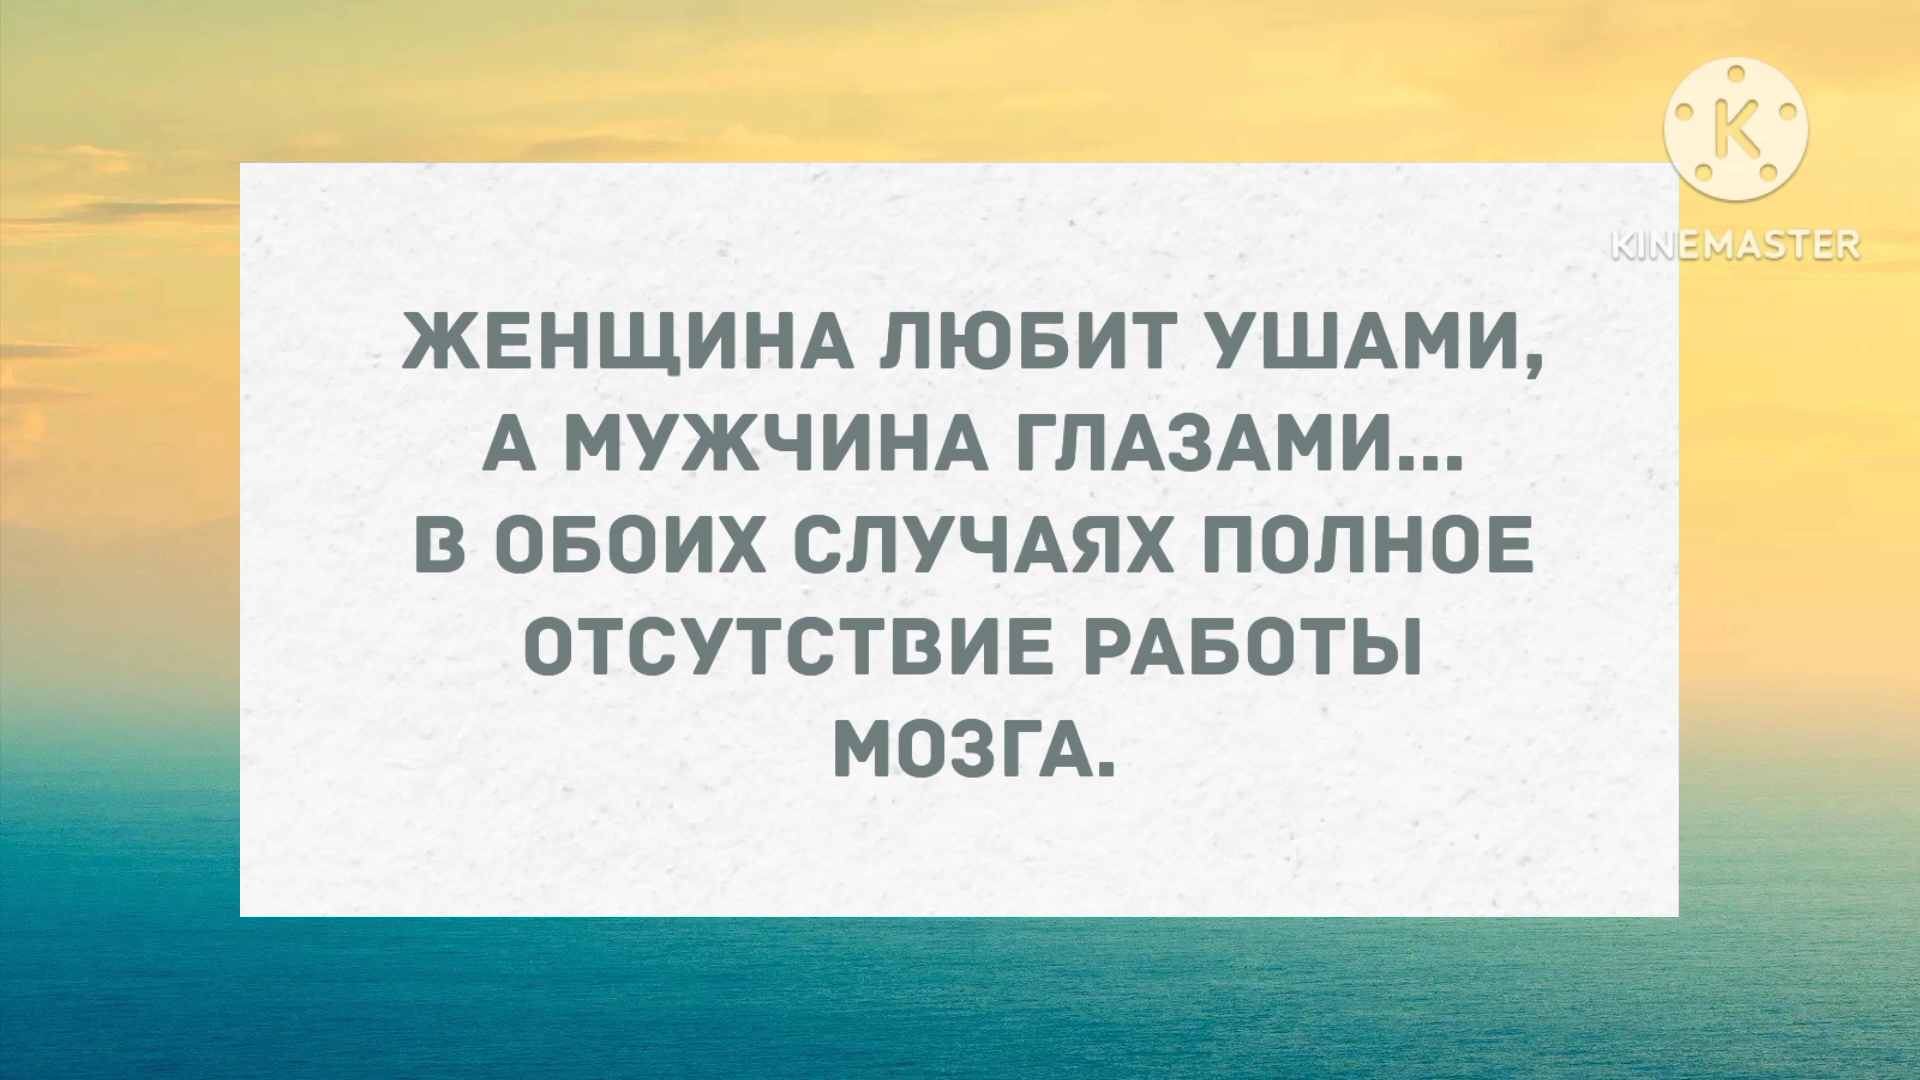 K
KINEMASTER
ЖЕНЩИНА ЛЮБИТ УШАМИ,
А МУЖЧИНА ГЛАЗАМИ...
В ОБОИХ СЛУЧАЯХ ПОЛНОЕ
ОТСУТСТВИЕ РАБОТЫ
МОЗГА.